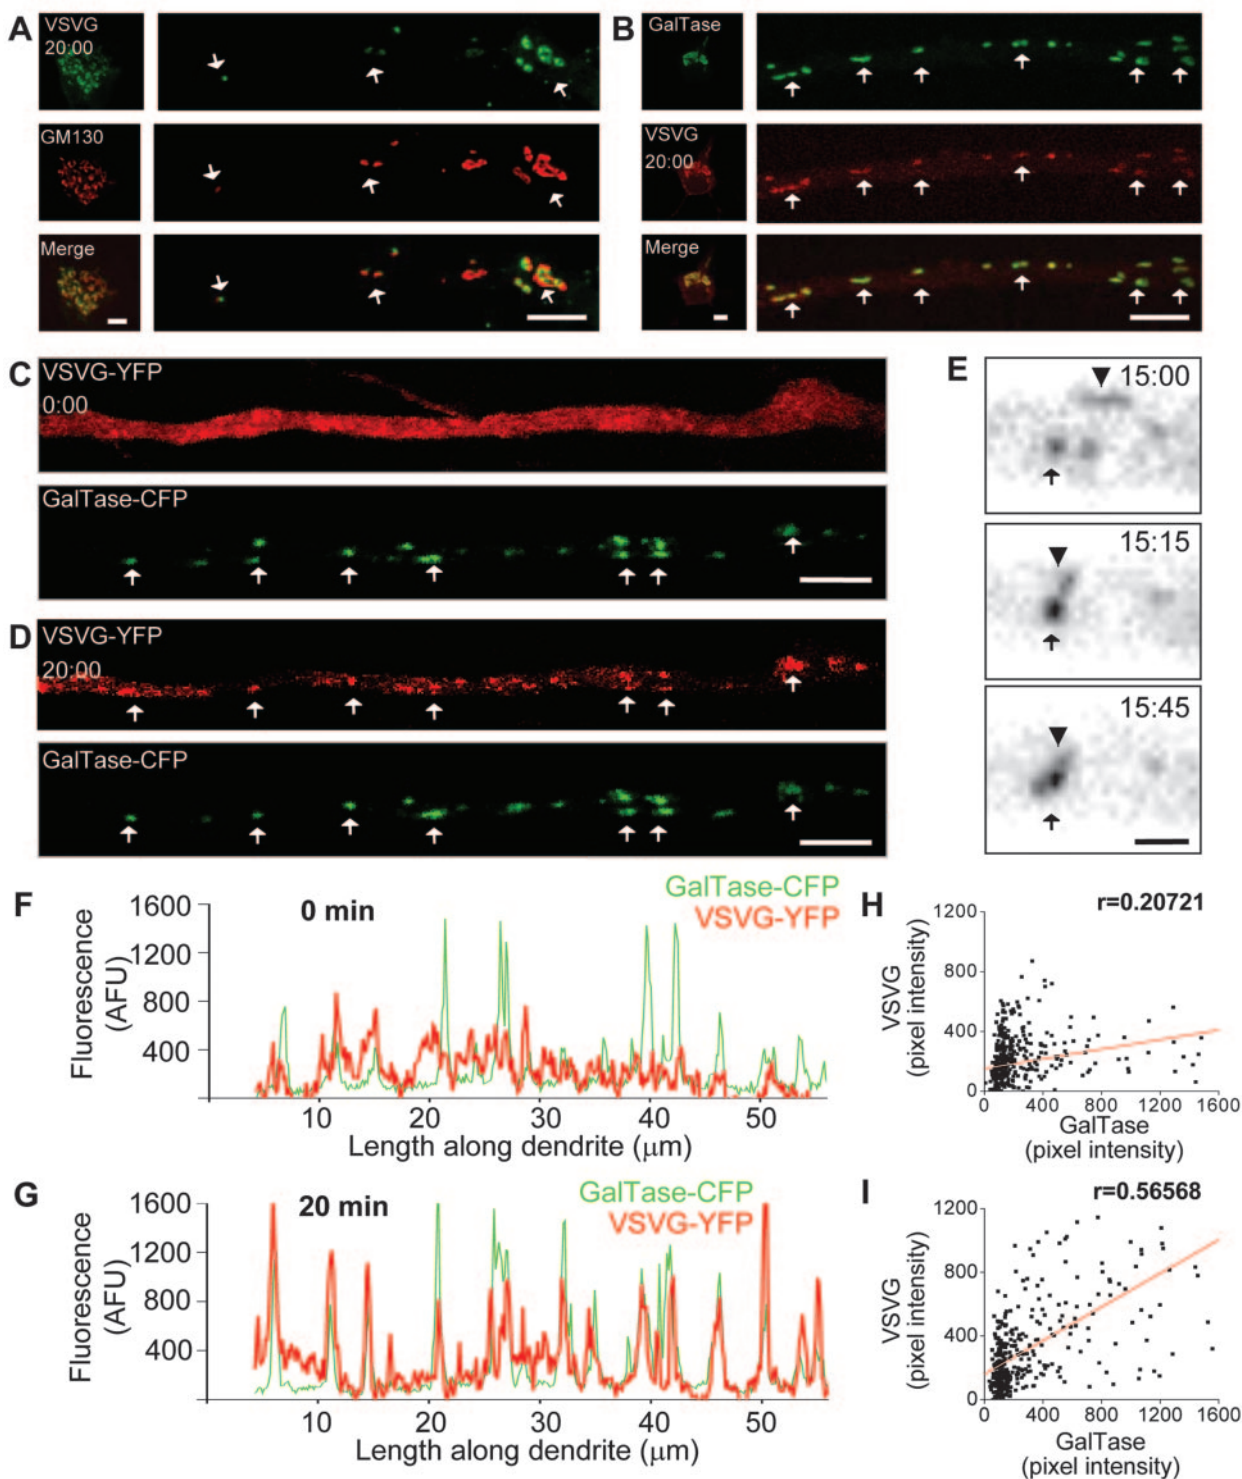 A
VSVG
20:00
GM130
Merge
B
GalTase
VSVG
20:00
Merge
C
VSVG-YFP
0:00
GalTase-CFP
D
VSVG-YFP
20:00
GalTase-CFP
E
15:00
15:15
15:45
F
0 min
GalTase-CFP
VSVG-YFP
Fluorescence
(AFU)
1600
1200
800
400
10
20
30
40
50
Length along dendrite (μm)
G
20 min
GalTase-CFP
VSVG-YFP
Fluorescence
(AFU)
1600
1200
800
400
10
20
30
40
50
Length along dendrite (μm)
H
r=0.20721
VSVG
(pixel intensity)
1200
800
400
0
0
400
800
1200
1600
GalTase
(pixel intensity)
I
r=0.56568
VSVG
(pixel intensity)
1200
800
400
0
0
400
800
1200
1600
GalTase
(pixel intensity)